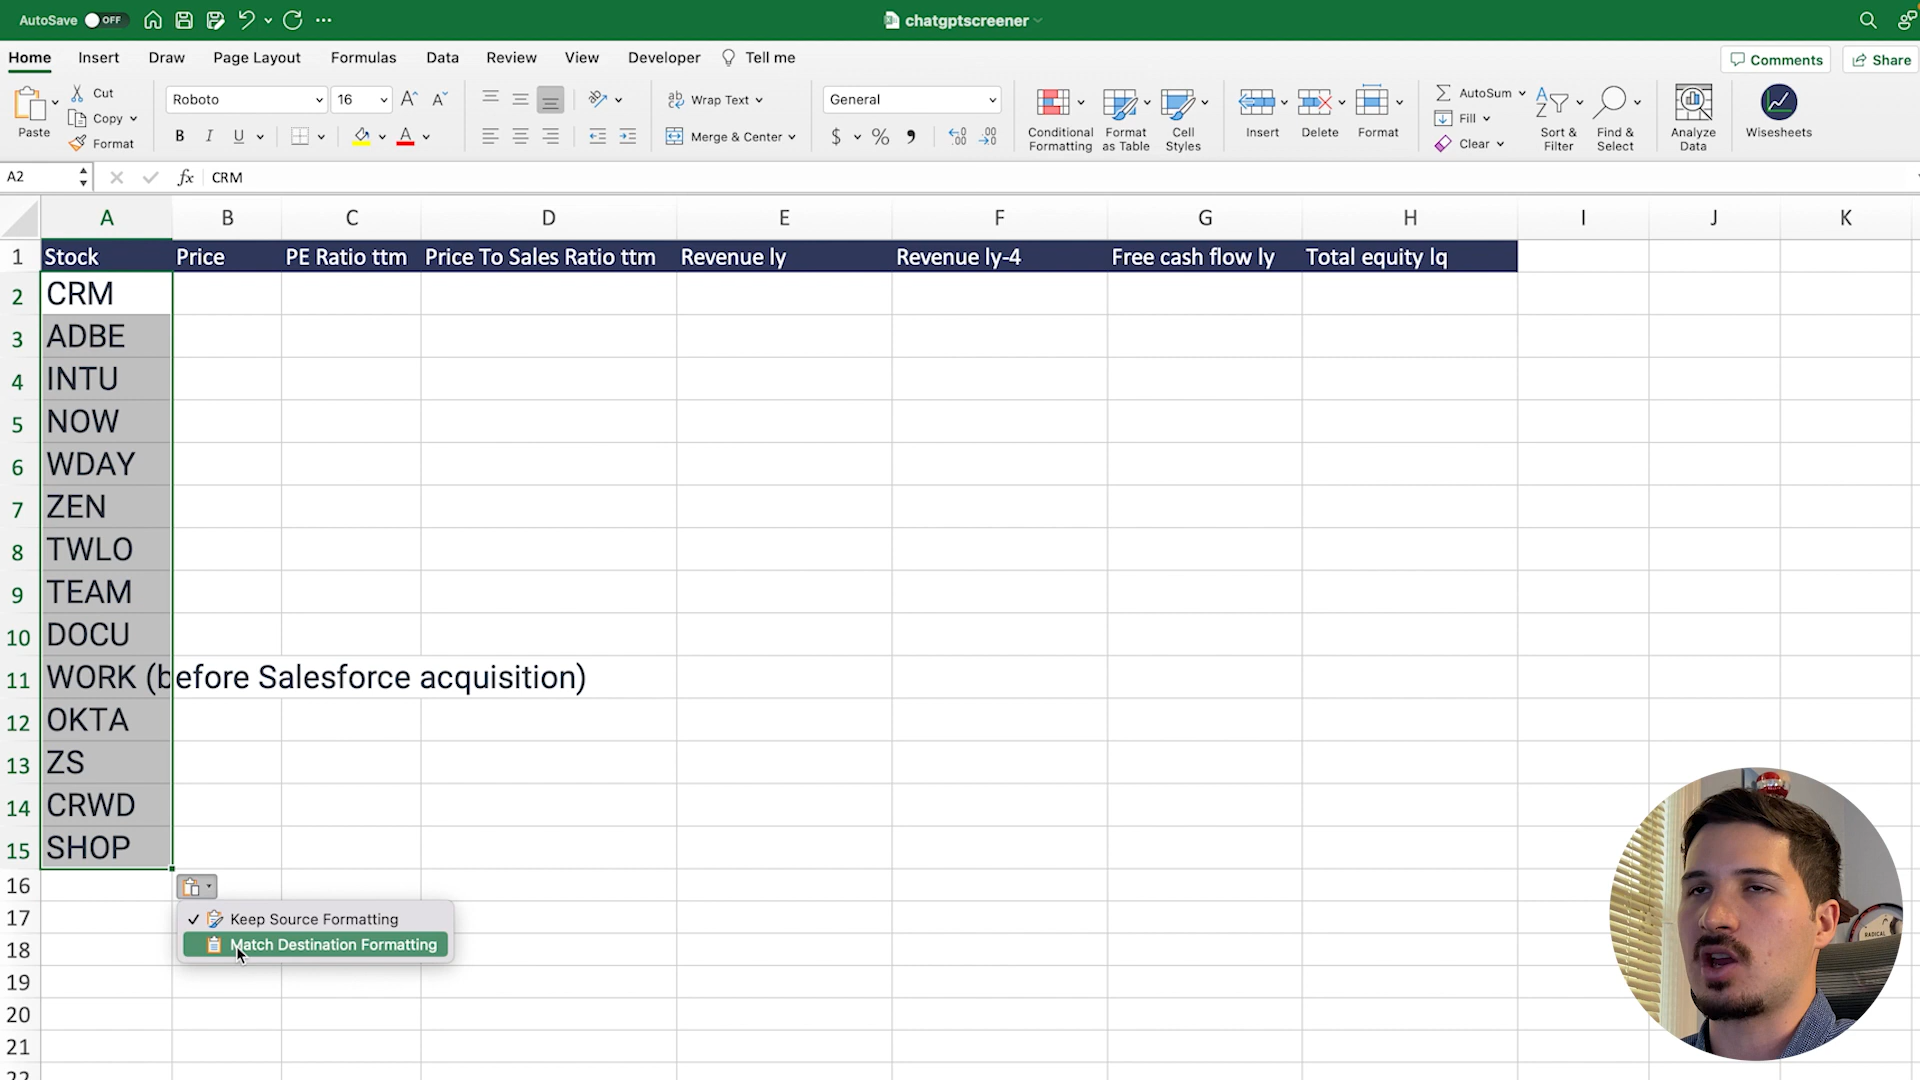 AutoSave OFF
chatgptscreener
Home Insert Draw Page Layout Formulas Data Review View Developer Tell me
Comments Share
Paste
Cut
Copy
Format
Roboto 16
B I U
Wrap Text
Merge & Center
General
$ % ,
Conditional Formatting
Format as Table
Cell Styles
Insert
Delete
Format
AutoSum
Fill
Clear
Sort & Filter
Find & Select
Analyze Data
Wisesheets
A2 fx CRM
A B C D E F G H I J K
1 Stock Price PE Ratio ttm Price To Sales Ratio ttm Revenue ly Revenue ly-4 Free cash flow ly Total equity lq
2 CRM
3 ADBE
4 INTU
5 NOW
6 WDAY
7 ZEN
8 TWLO
9 TEAM
10 DOCU
11 WORK (before Salesforce acquisition)
12 OKTA
13 ZS
14 CRWD
15 SHOP
16
17
Keep Source Formatting
18
Match Destination Formatting
19
20
21
22
RADICAL